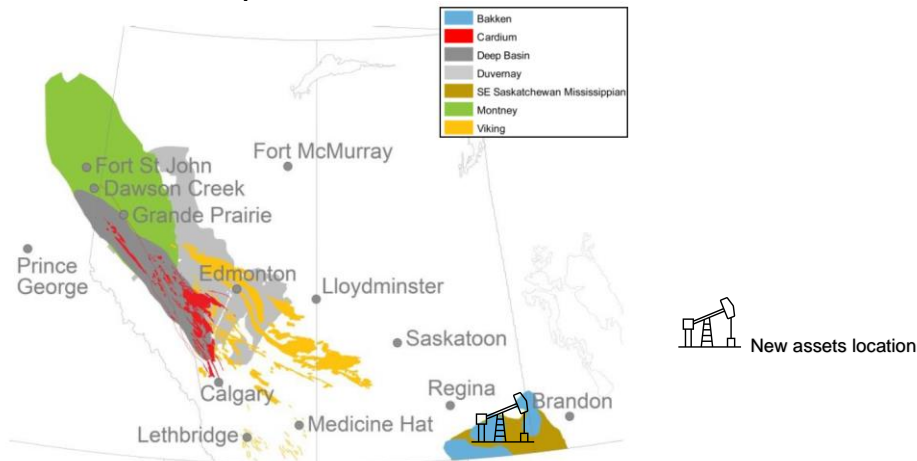 Bakken
Cardium
Deep Basin
Duvernay
SE Saskatchewan Mississippian
Montney
Viking
Fort McMurray
Fort St John
Dawson Creek
Grande Prairie
Prince
George
Edmonton
Lloydminster
Saskatoon
New assets location
Calgary
Regina
Brandon
Medicine Hat
Lethbridge